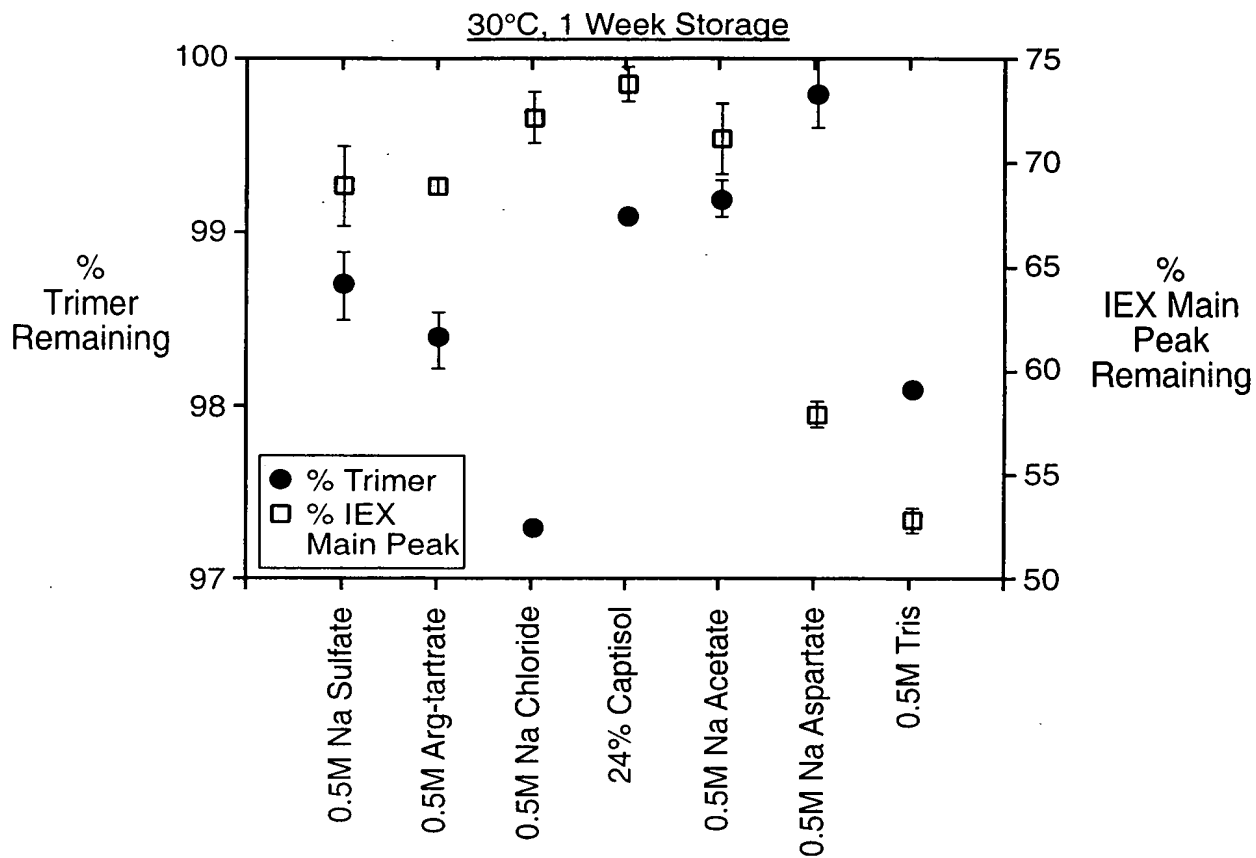 30°C, 1 Week Storage
100
99
98
97
%
Trimer
Remaining
75
70
65
60
55
50
%
IEX Main
Peak
Remaining
% Trimer
% IEX
Main Peak
0.5M Na Sulfate
0.5M Arg-tartrate
0.5M Na Chloride
24% Captisol
0.5M Na Acetate
0.5M Na Aspartate
0.5M Tris